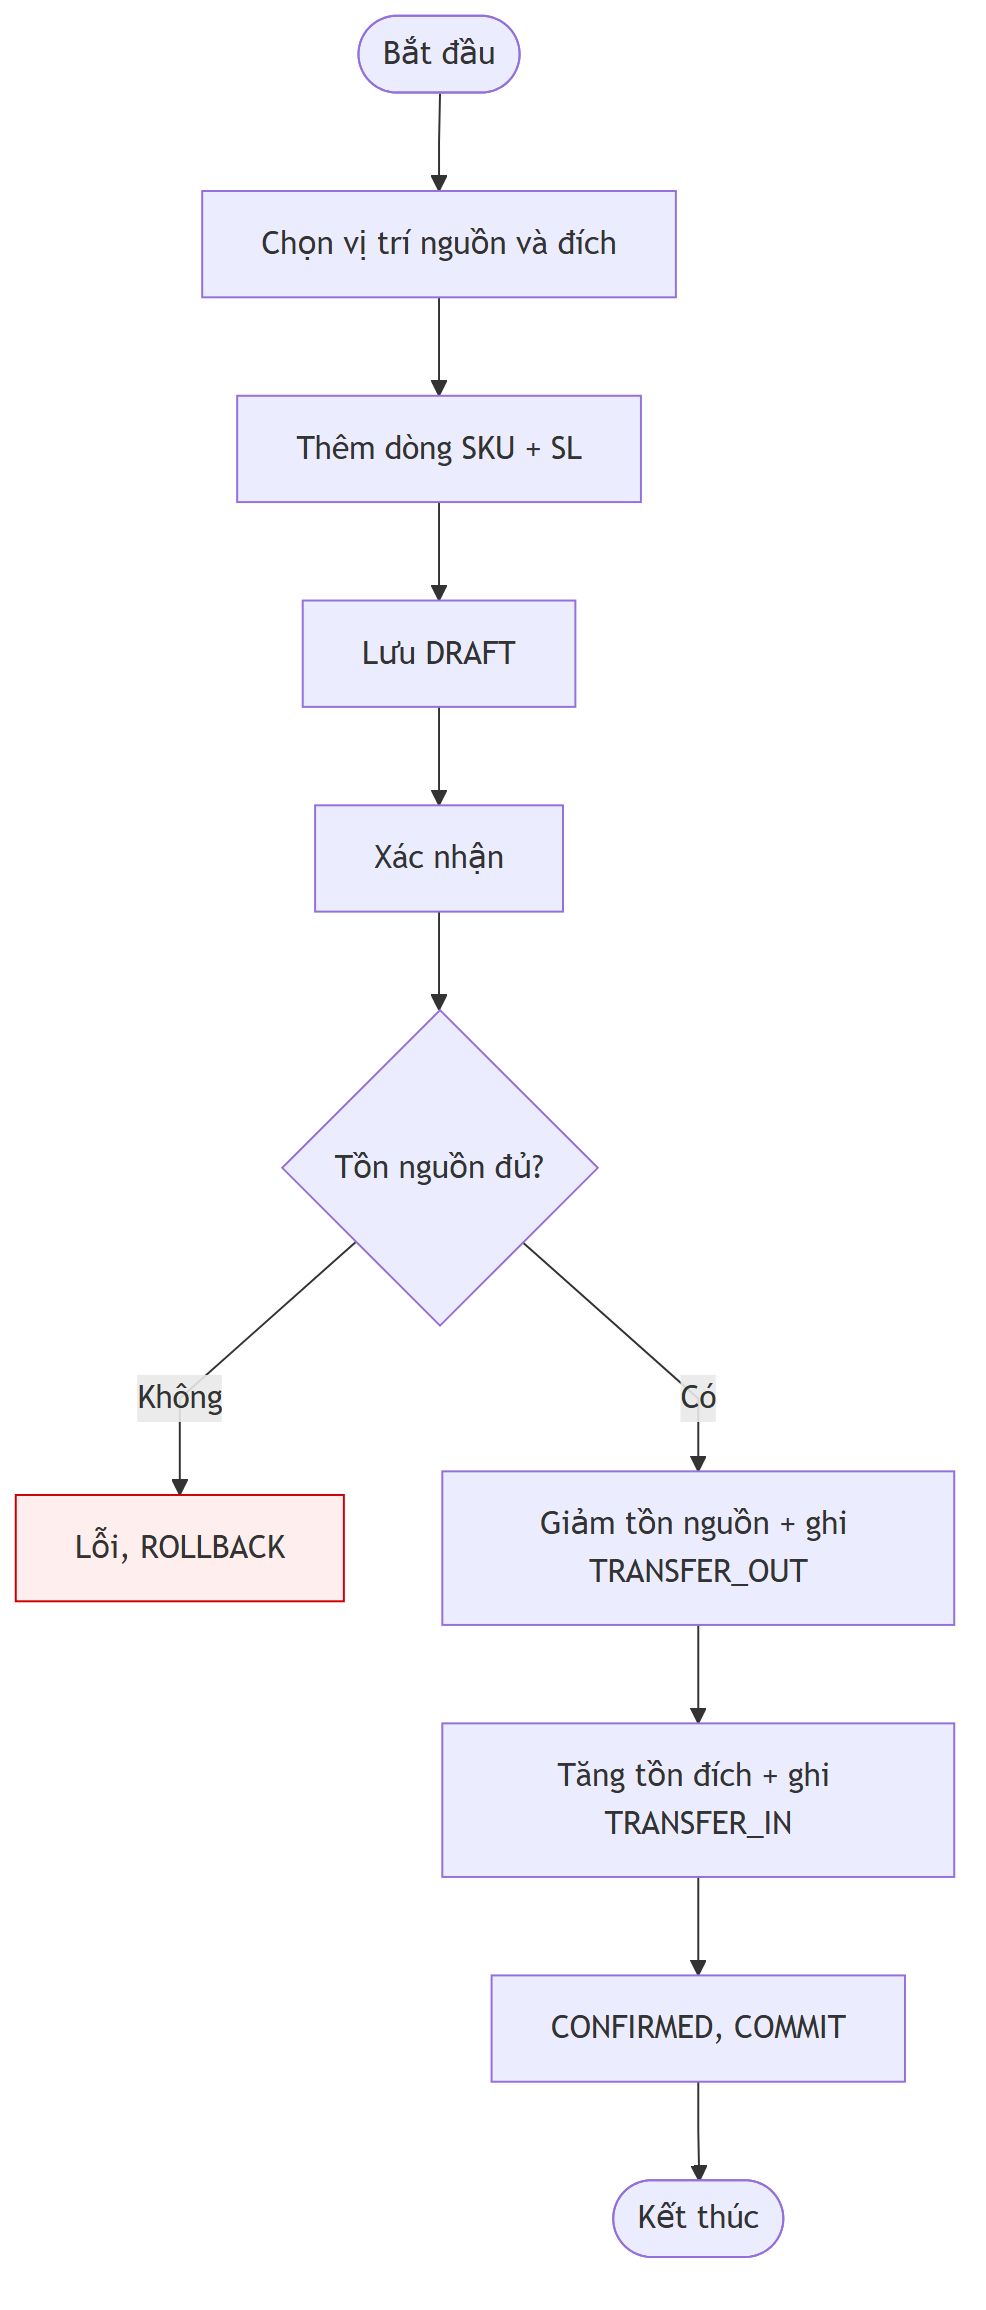 Bắt đầu
Chọn vị trí nguồn và đích
Thêm dòng SKU + SL
Lưu DRAFT
Xác nhận
Tồn nguồn đủ?
Không
Có
Lỗi, ROLLBACK
Giảm tồn nguồn + ghi
TRANSFER_OUT
Tăng tồn đích + ghi
TRANSFER_IN
CONFIRMED, COMMIT
Kết thúc